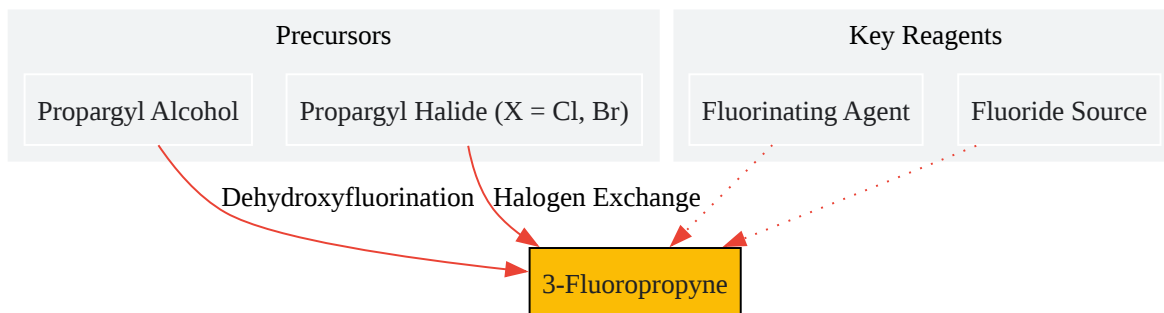 Precursors
Key Reagents
Propargyl Alcohol
Propargyl Halide (X = Cl, Br)
Fluorinating Agent
Fluoride Source
Dehydroxyfluorination
Halogen Exchange
3-Fluoropropyne